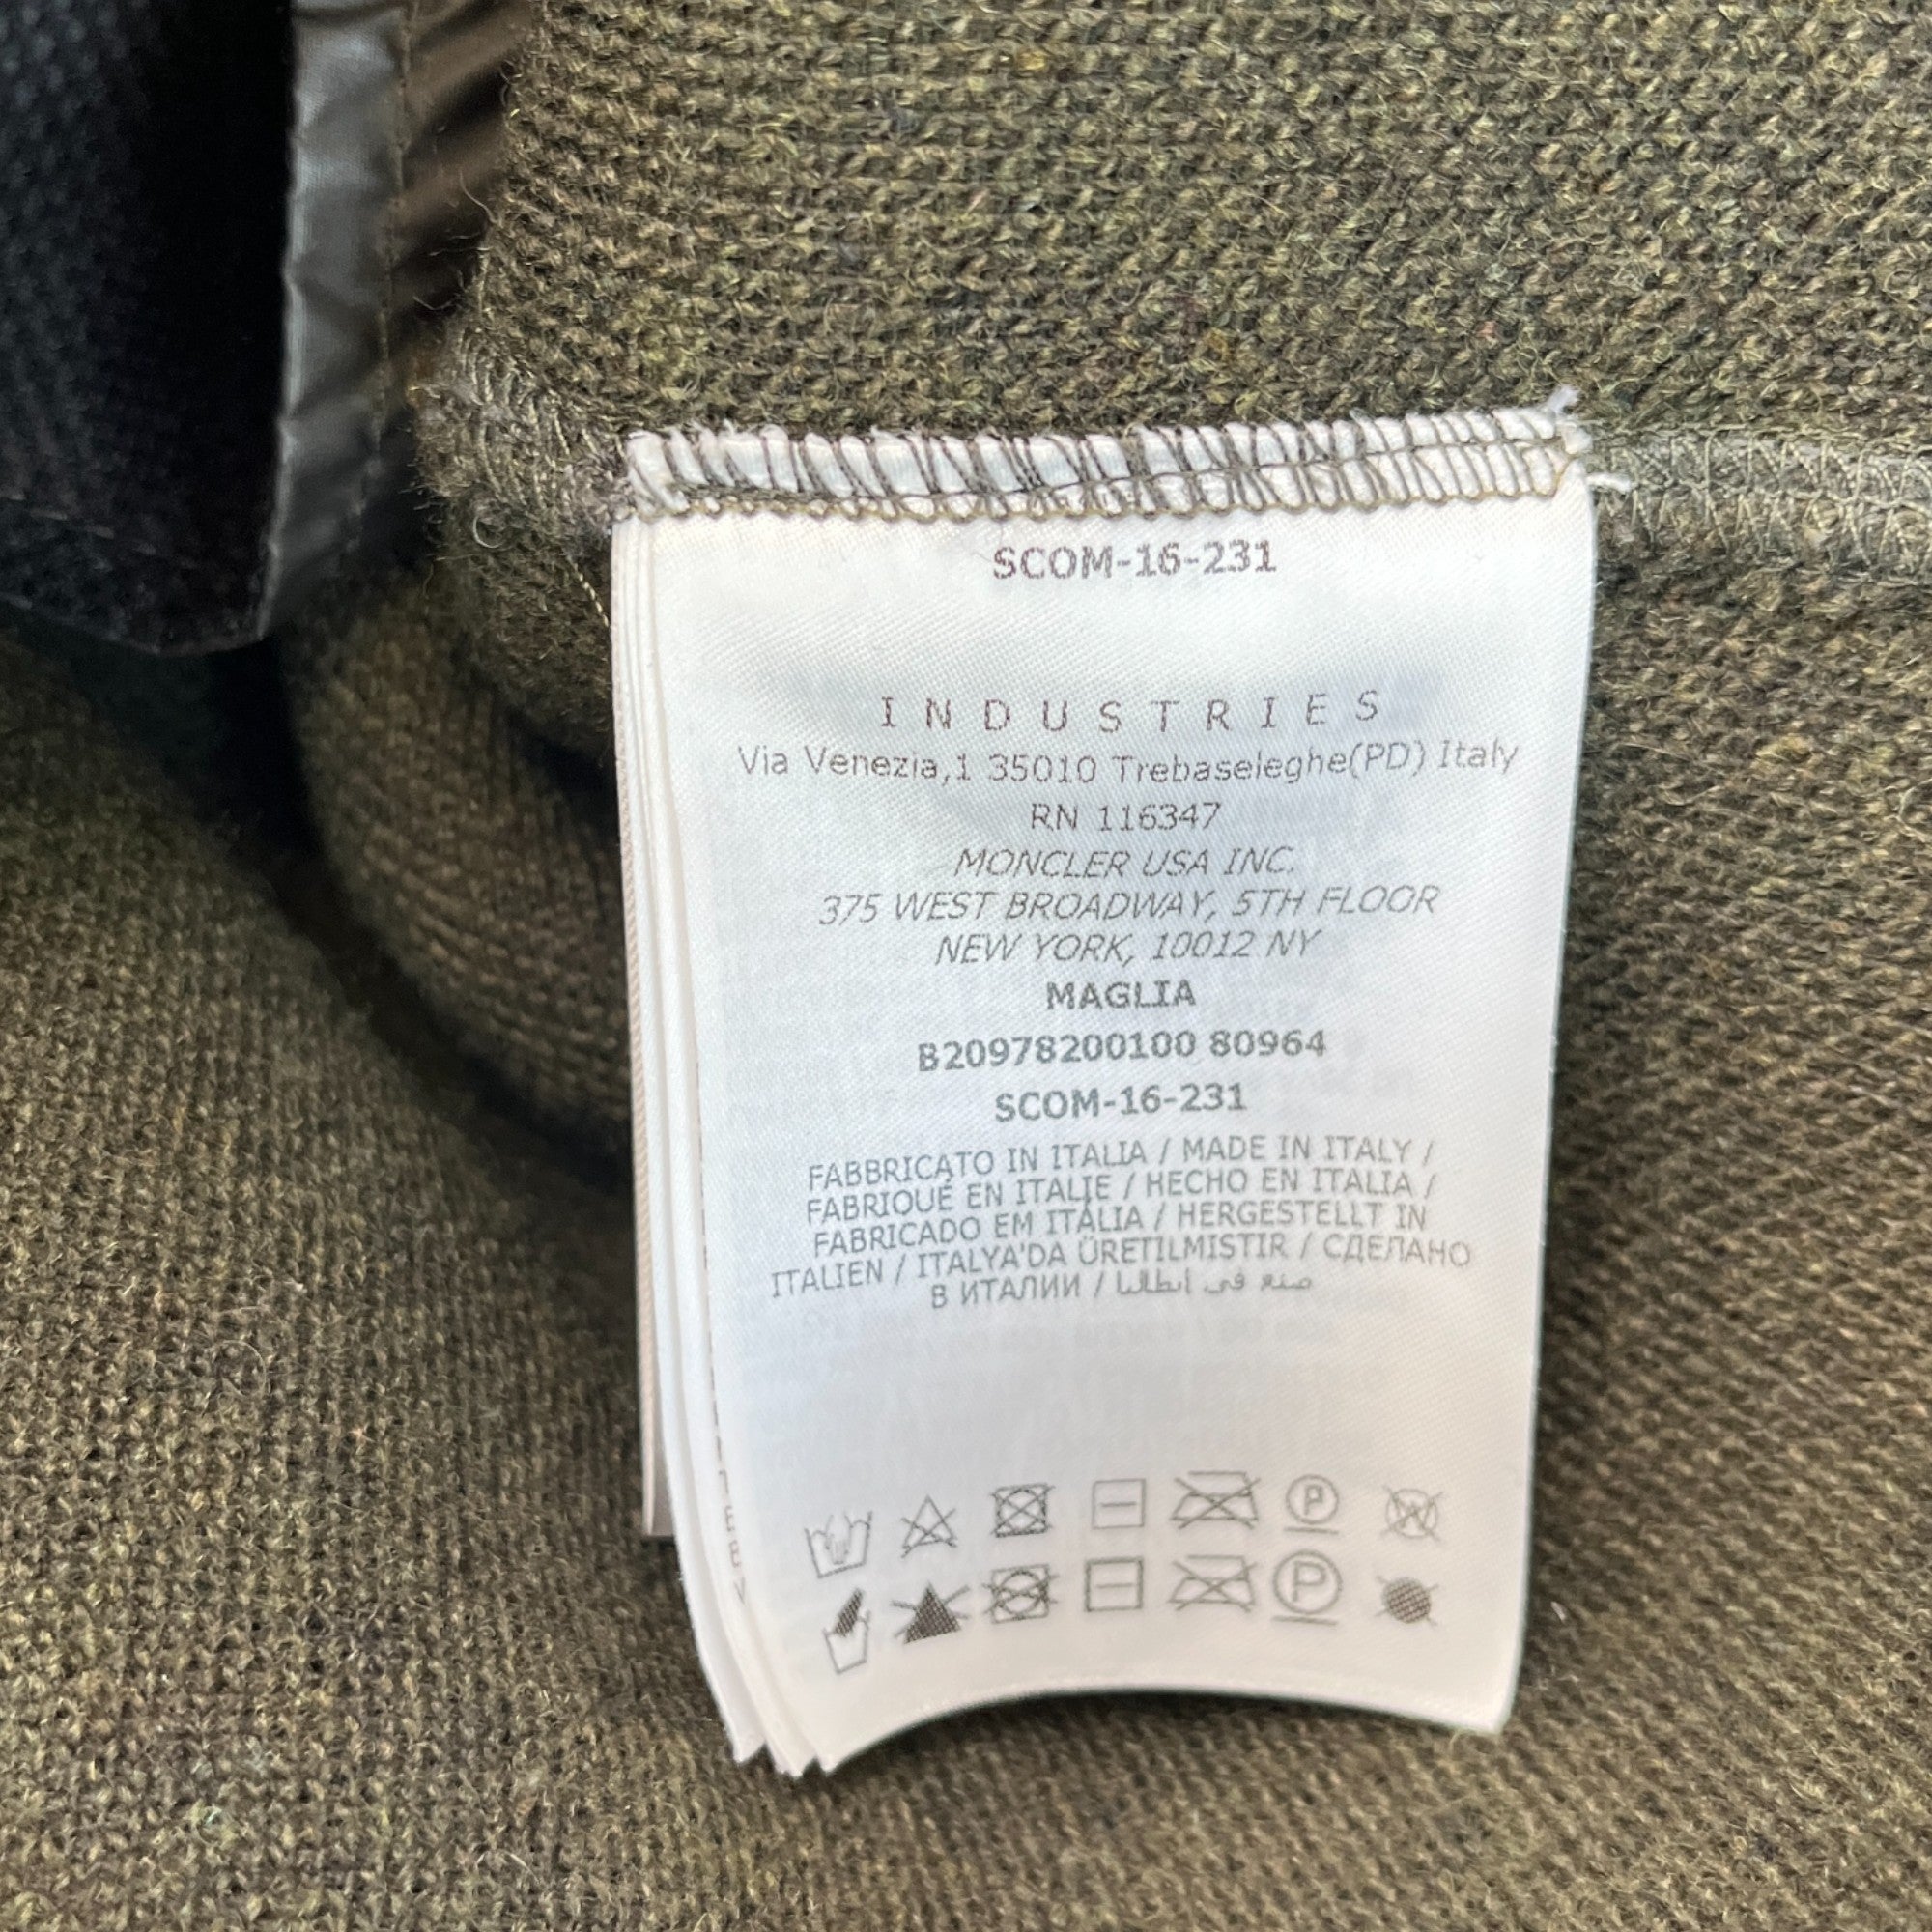 SCOM-16-231
INDUSTRIES
Via Venezia,1 35010 Trebaseleghe(PD) Italy
RN 116347
MONCLER USA INC.
375 WEST BROADWAY, 5TH FLOOR
NEW YORK, 10012 NY
MAGLIA
B20978200100 80964
SCOM-16-231
FABBRICATO IN ITALIA / MADE IN ITALY /
FABRIQUÉ EN ITALIE / HECHO EN ITALIA /
FABRICADO EM ITÁLIA / HERGESTELLT IN
ITALIEN / ITALYA'DA ÜRETILMISTIR / СДЕЛАНО
В ИТАЛИИ / صنع في إيطاليا
P W
P